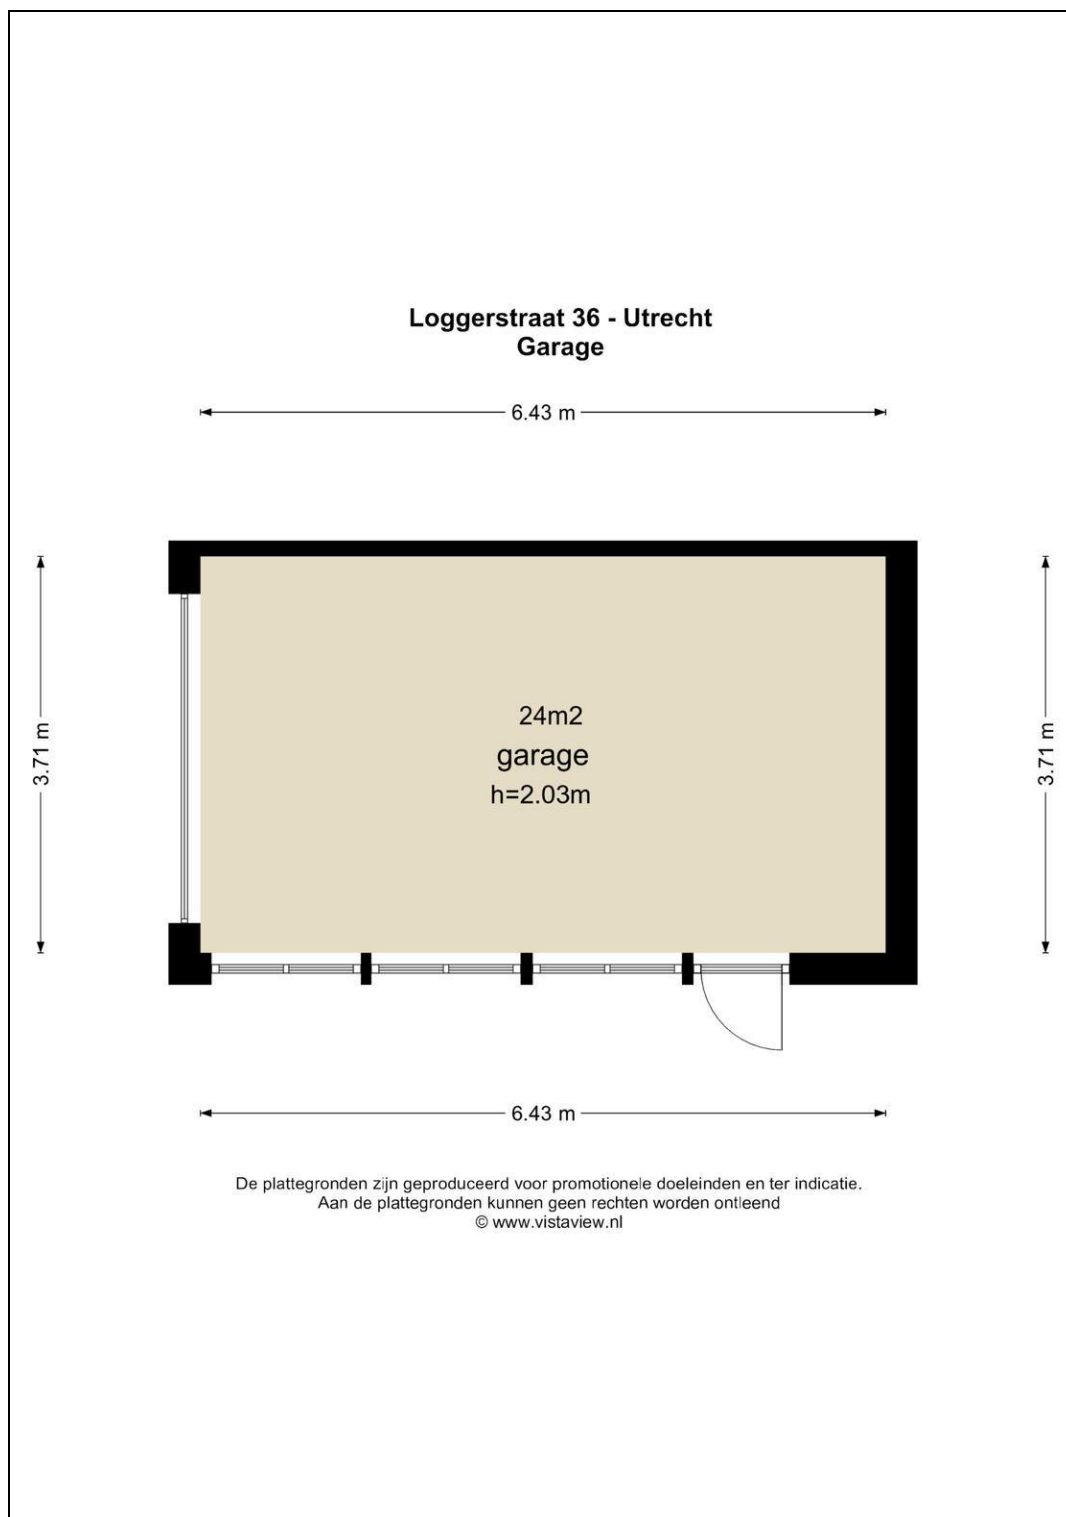 Loggerstraat 36 - Utrecht
Garage
6.43 m
3.71 m
3.71 m
24m2
garage
h=2.03m
6.43 m
De plattegronden zijn geproduceerd voor promotionele doeleinden en ter indicatie.
Aan de plattegronden kunnen geen rechten worden ontleend
© www.vistaview.nl